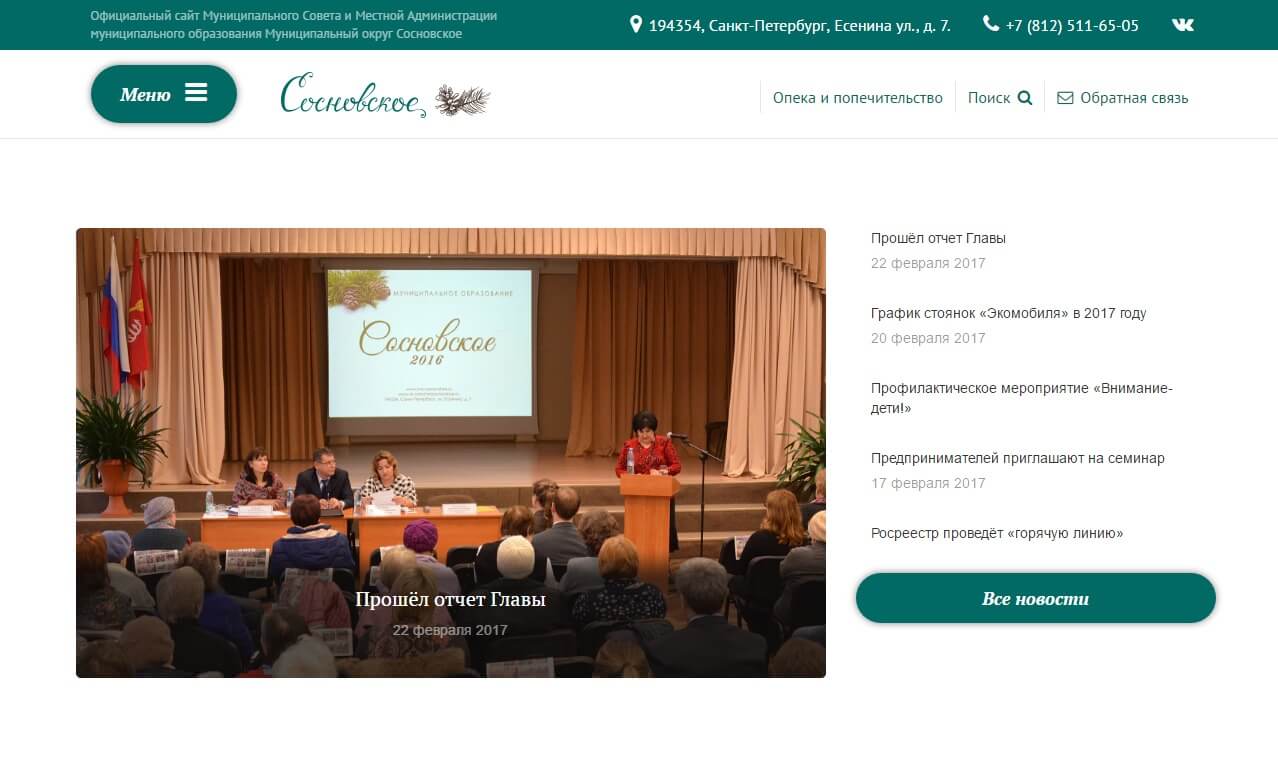 Официальный сайт Муниципального Совета и Местной Администрации
муниципального образования Муниципальный округ Сосновское
194354, Санкт-Петербург, Есенина ул., д. 7.
+7 (812) 511-65-05
Меню
Сосновское
Опека и попечительство
Поиск
Обратная связь
МУНИЦИПАЛЬНОЕ ОБРАЗОВАНИЕ
Сосновское
2016
Прошёл отчет Главы
22 февраля 2017
Прошёл отчет Главы
22 февраля 2017
График стоянок «Экомобиля» в 2017 году
20 февраля 2017
Профилактическое мероприятие «Внимание-
дети!»
Предпринимателей приглашают на семинар
17 февраля 2017
Росреестр проведёт «горячую линию»
Все новости